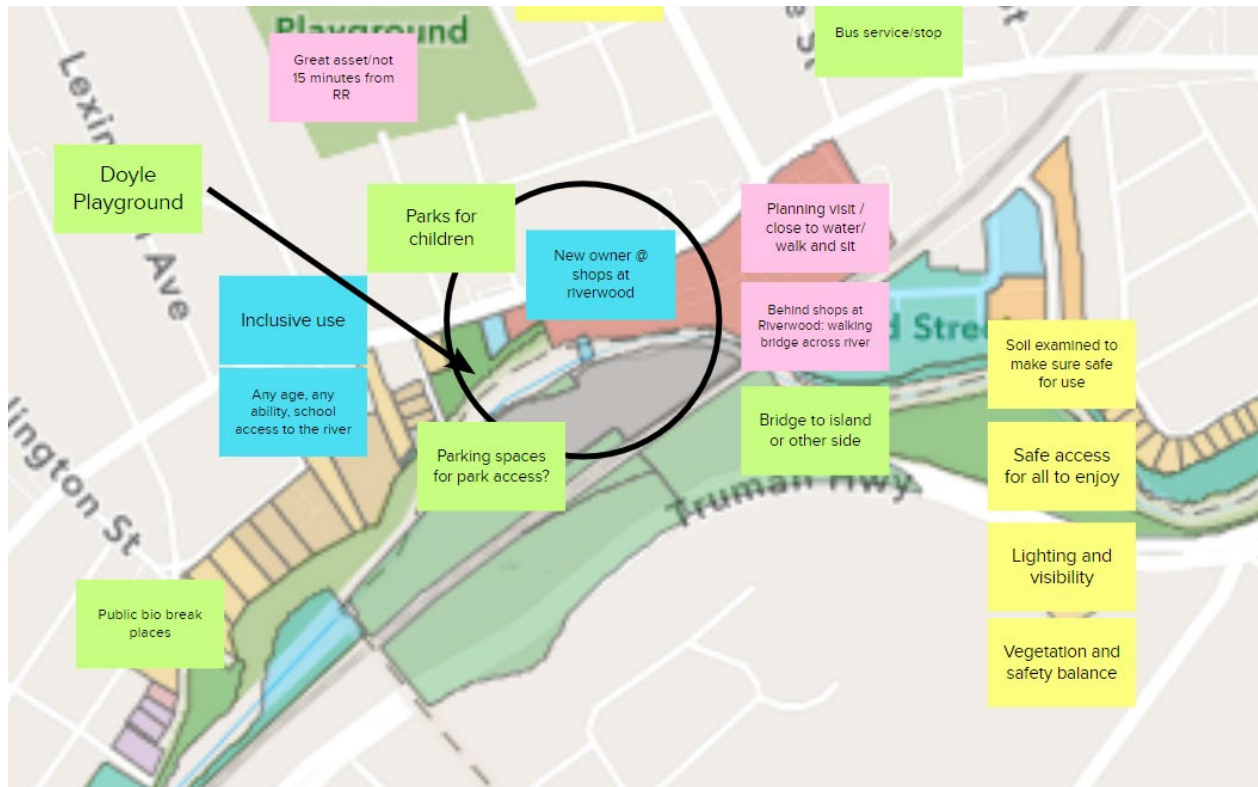 Playground
Great asset/not
15 minutes from
RR
Bus service/stop
Doyle
Playground
Parks for
children
New owner @
shops at
riverwood
Planning visit /
close to water/
walk and sit
Inclusive use
Any age, any
ability, school
access to the river
Behind shops at
Riverwood: walking
bridge across river
Soil examined to
make sure safe
for use
Bridge to island
or other side
Parking spaces
for park access?
Safe access
for all to enjoy
Truman Hwy
Lighting and
visibility
Public bio break
places
Vegetation and
safety balance